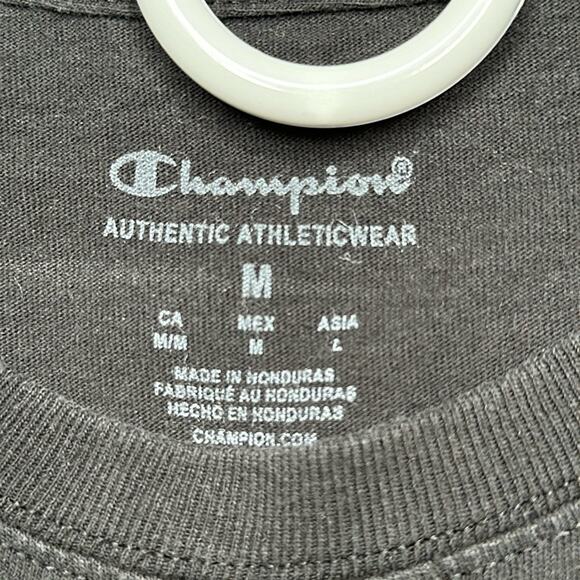 Champion®
AUTHENTIC ATHLETICWEAR
M
CA MEX ASIA
M/M M L
MADE IN HONDURAS
FABRIQUÉ AU HONDURAS
HECHO EN HONDURAS
CHAMPION.COM